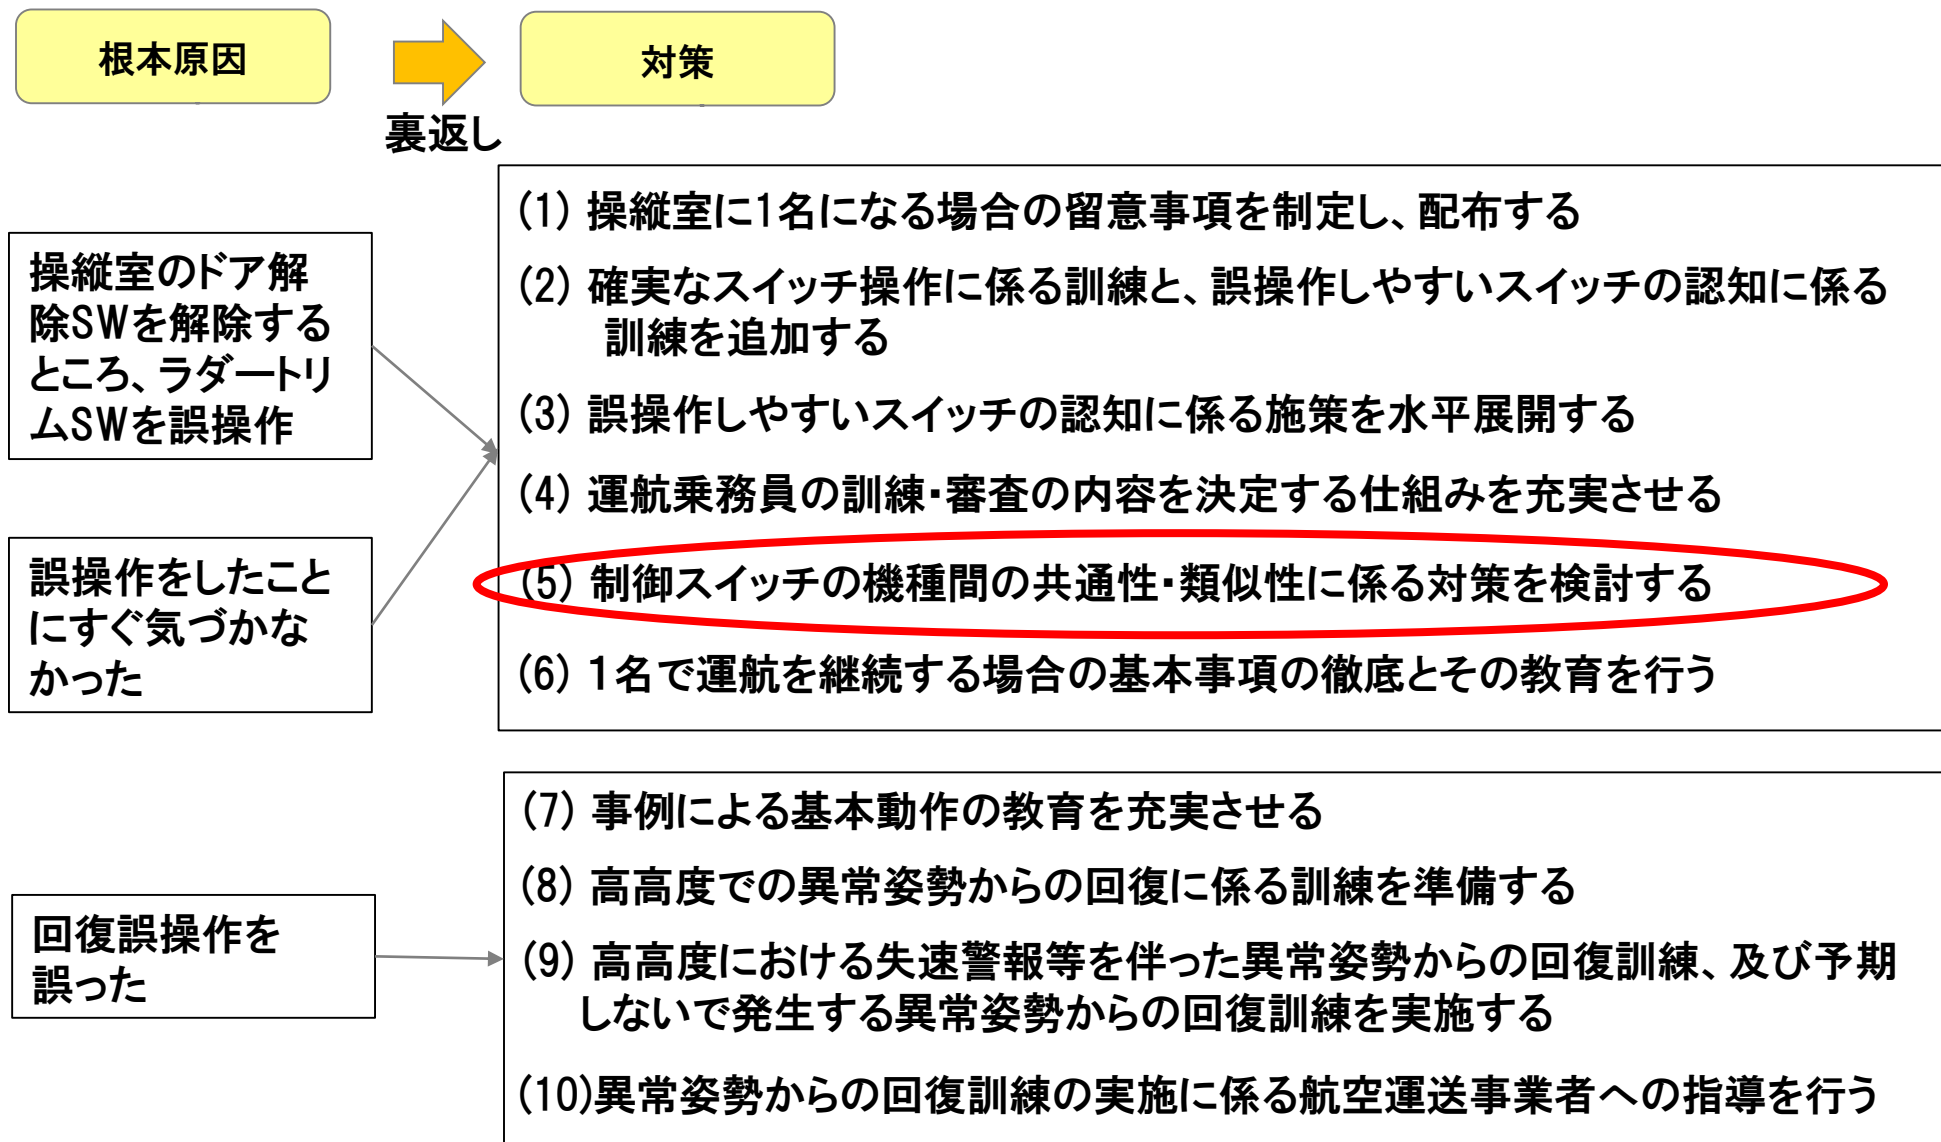 根本原因
対策
裏返し
操縦室のドア解
除SWを解除する
ところ、ラダートリ
ムSWを誤操作
誤操作をしたこと
にすぐ気づかな
かった
(1) 操縦室に1名になる場合の留意事項を制定し、配布する
(2) 確実なスイッチ操作に係る訓練と、誤操作しやすいスイッチの認知に係る
訓練を追加する
(3) 誤操作しやすいスイッチの認知に係る施策を水平展開する
(4) 運航乗務員の訓練・審査の内容を決定する仕組みを充実させる
(5) 制御スイッチの機種間の共通性・類似性に係る対策を検討する
(6) 1名で運航を継続する場合の基本事項の徹底とその教育を行う
回復誤操作を
誤った
(7) 事例による基本動作の教育を充実させる
(8) 高高度での異常姿勢からの回復に係る訓練を準備する
(9) 高高度における失速警報等を伴った異常姿勢からの回復訓練、及び予期
しないで発生する異常姿勢からの回復訓練を実施する
(10)異常姿勢からの回復訓練の実施に係る航空運送事業者への指導を行う